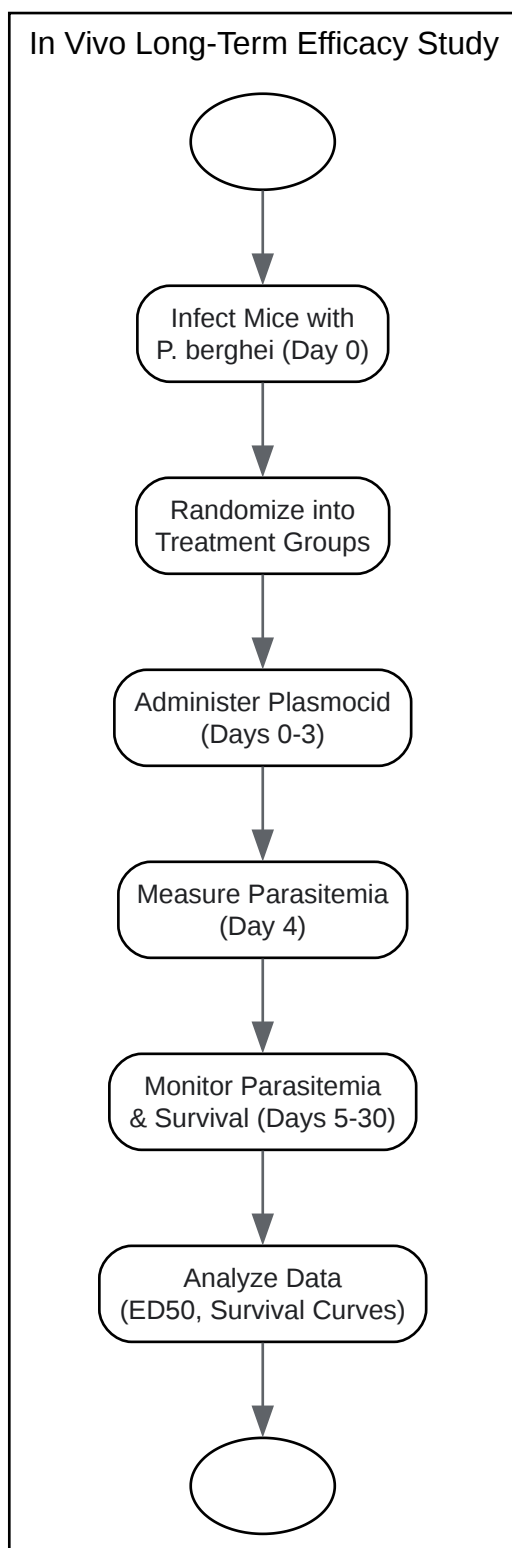 In Vivo Long-Term Efficacy Study
Infect Mice with
P. berghei (Day 0)
Randomize into
Treatment Groups
Administer Plasmocid
(Days 0-3)
Measure Parasitemia
(Day 4)
Monitor Parasitemia
& Survival (Days 5-30)
Analyze Data
(ED50, Survival Curves)